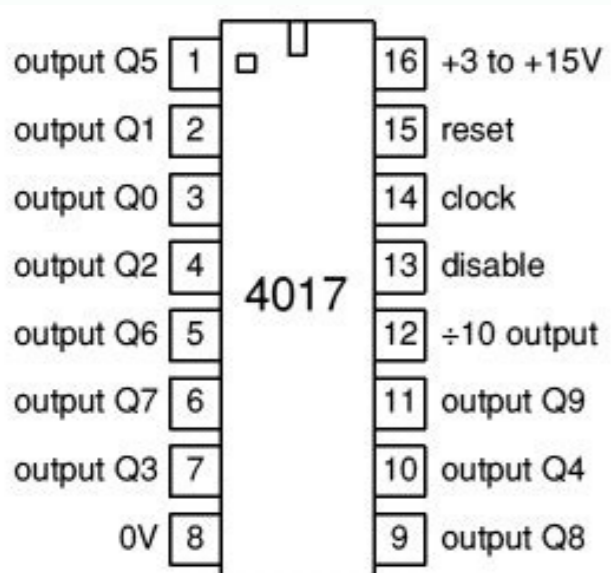 output Q5 1 16 +3 to +15V
output Q1 2 15 reset
output Q0 3 14 clock
output Q2 4 13 disable
4017
output Q6 5 12 ÷10 output
output Q7 6 11 output Q9
output Q3 7 10 output Q4
0V 8 9 output Q8